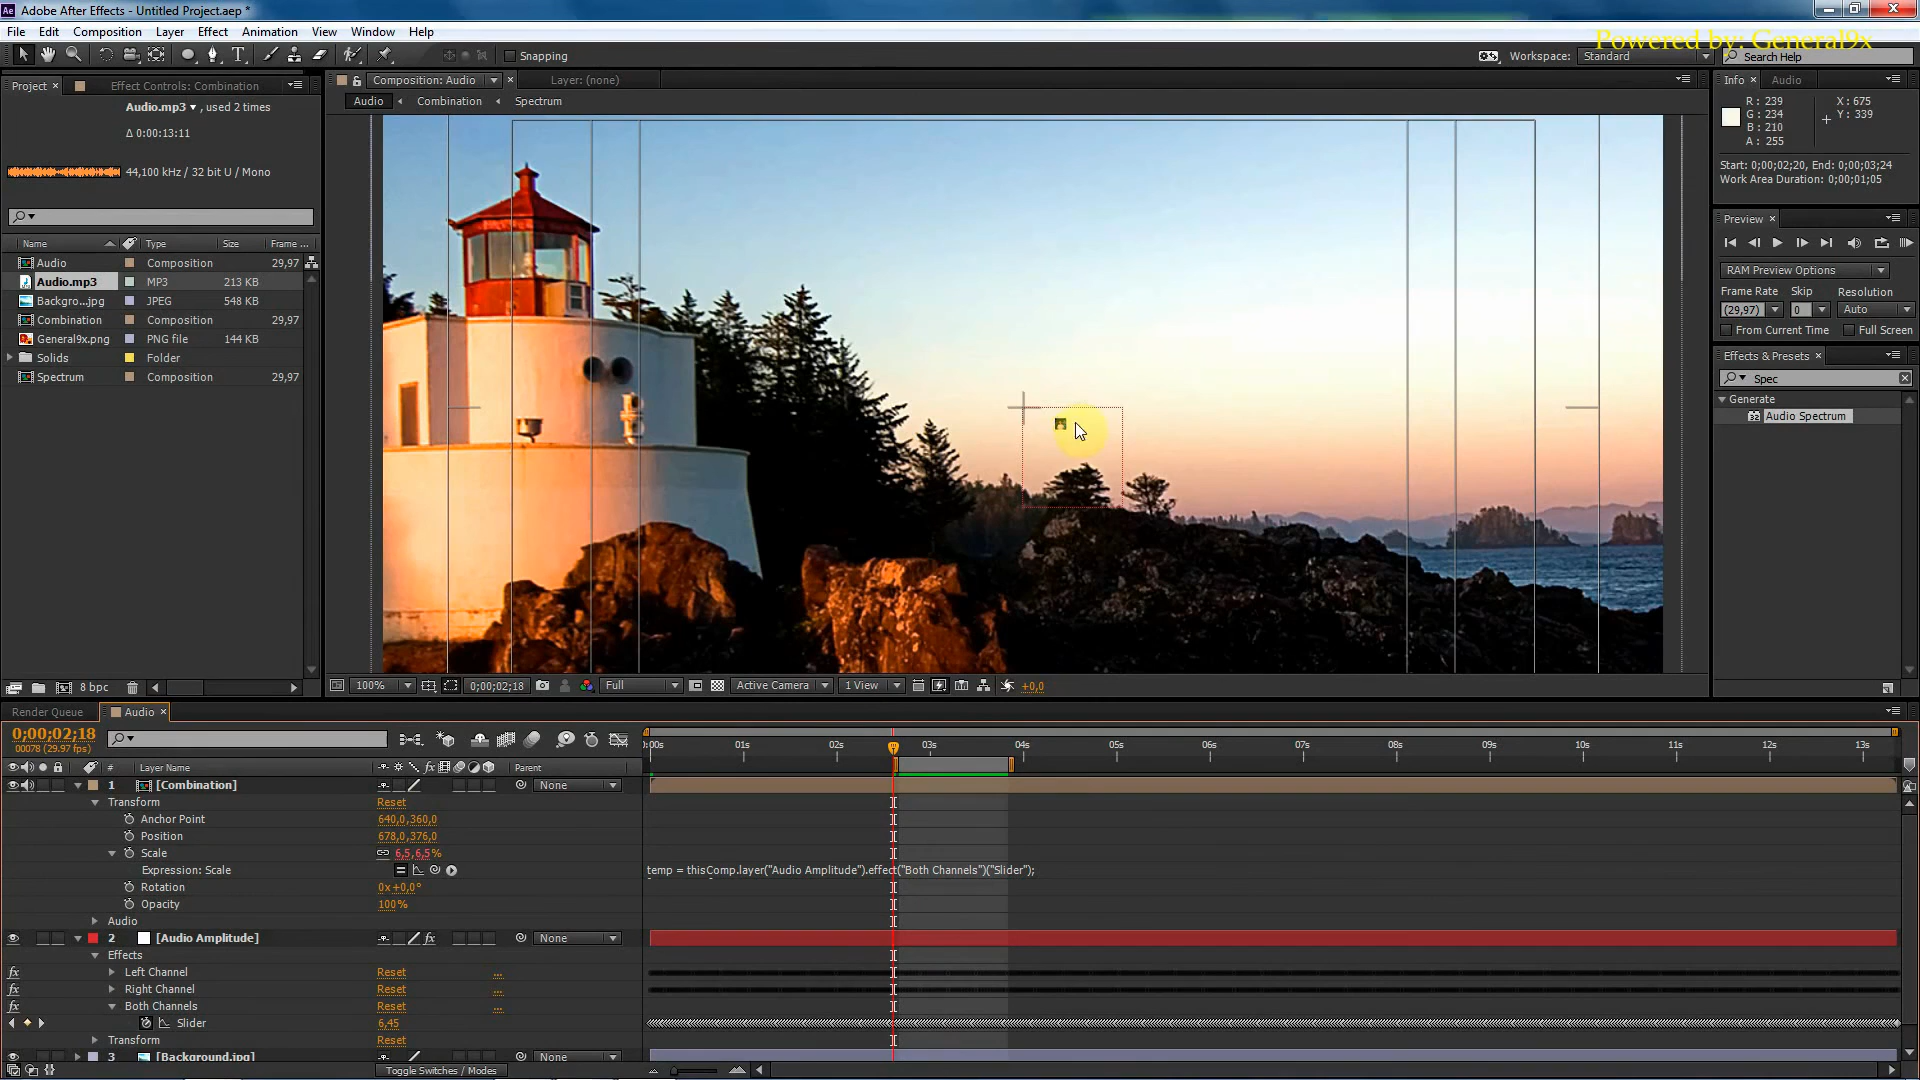 Adobe After Effects - Untitled Project.aep *
File Edit Composition Layer Effect Animation View Window Help
Powered by: General9x
Snapping
Workspace: Standard
Search Help
Project
Effect Controls: Combination
Audio.mp3 ▾ , used 2 times
Δ 0:00:13:11
44,100 kHz / 32 bit U / Mono
Name Type Size Frame ...
Audio Composition 29,97
Audio.mp3 MP3 213 KB
Backgro...jpg JPEG 548 KB
Combination Composition 29,97
General9x.png PNG file 144 KB
Solids Folder
Spectrum Composition 29,97
8 bpc
Composition: Audio
Layer: (none)
Audio Combination Spectrum
100% 0;00;02;18 Full Active Camera 1 View +0,0
Info Audio
R : 239 X : 675
G : 234 Y : 339
B : 210
A : 255
Start: 0;00;02;20, End: 0;00;03;24
Work Area Duration: 0;00;01;05
Preview
RAM Preview Options
Frame Rate Skip Resolution
(29,97) 0 Auto
From Current Time Full Screen
Effects & Presets
Spec
Generate
Audio Spectrum
Render Queue Audio
0;00;02;18
00078 (29.97 fps)
# Layer Name Parent
:00s 01s 02s 03s 04s 05s 06s 07s 08s 09s 10s 11s 12s 13s
1 [Combination] None
Transform Reset
Anchor Point 640,0,360,0
Position 678,0,376,0
Scale 6,5,6,5%
Expression: Scale temp = thisComp.layer("Audio Amplitude").effect("Both Channels")("Slider");
Rotation 0x+0,0°
Opacity 100%
Audio
2 [Audio Amplitude] fx None
Effects
fx Left Channel Reset ...
fx Right Channel Reset ...
fx Both Channels Reset ...
Slider 6,45
Transform Reset
3 [Background.jpg] None
Toggle Switches / Modes